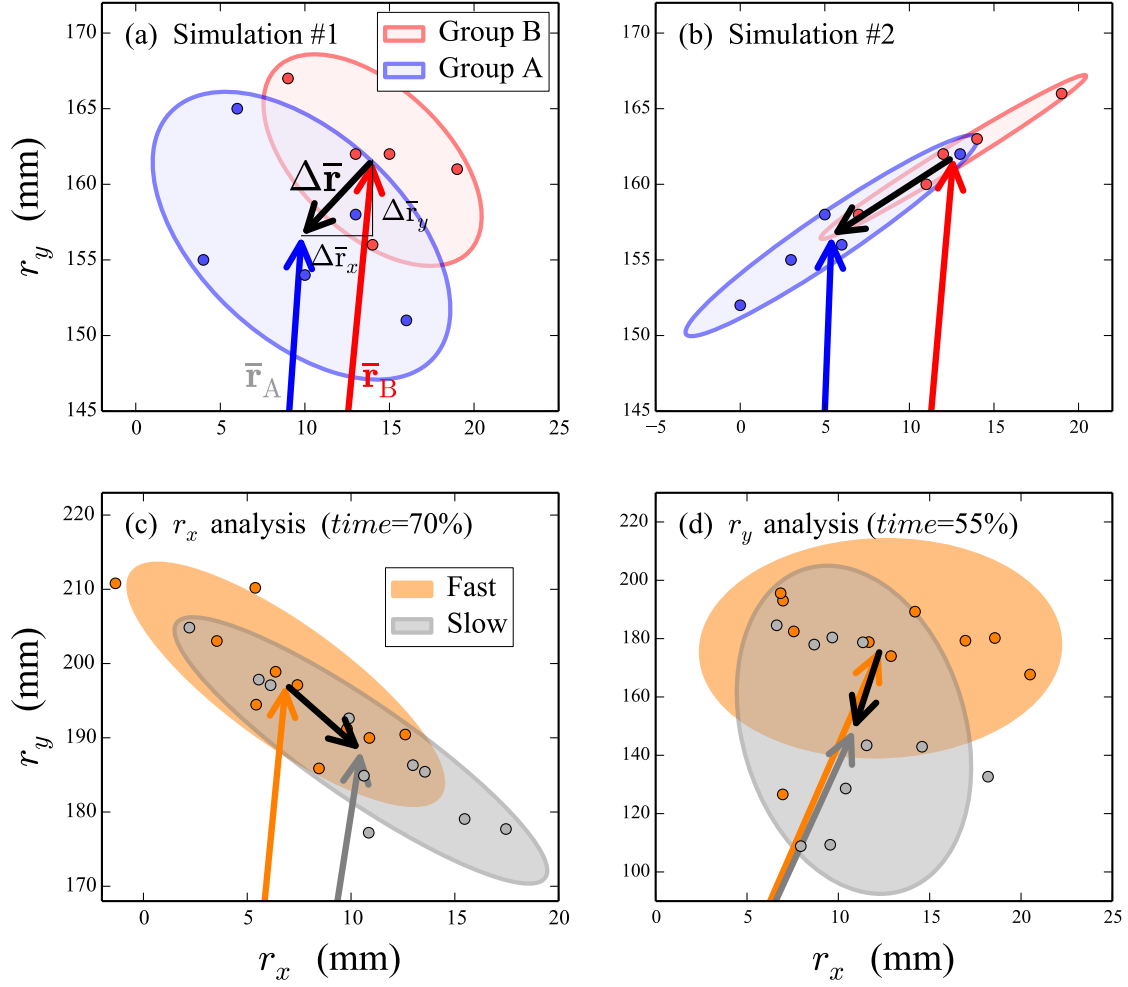 (a) Simulation #1
Group B
Group A
Δr̄
Δr̄y
Δr̄x
r̄A
r̄B
170
165
160
155
150
145
0
5
10
15
20
ry (mm)
(b) Simulation #2
170
165
160
155
150
145
−5
0
5
10
15
20
(c) rx analysis (time=70%)
Fast
Slow
220
210
200
190
180
170
0
5
10
15
20
ry (mm)
rx (mm)
(d) ry analysis (time=55%)
220
200
180
160
140
120
100
0
5
10
15
20
25
rx (mm)